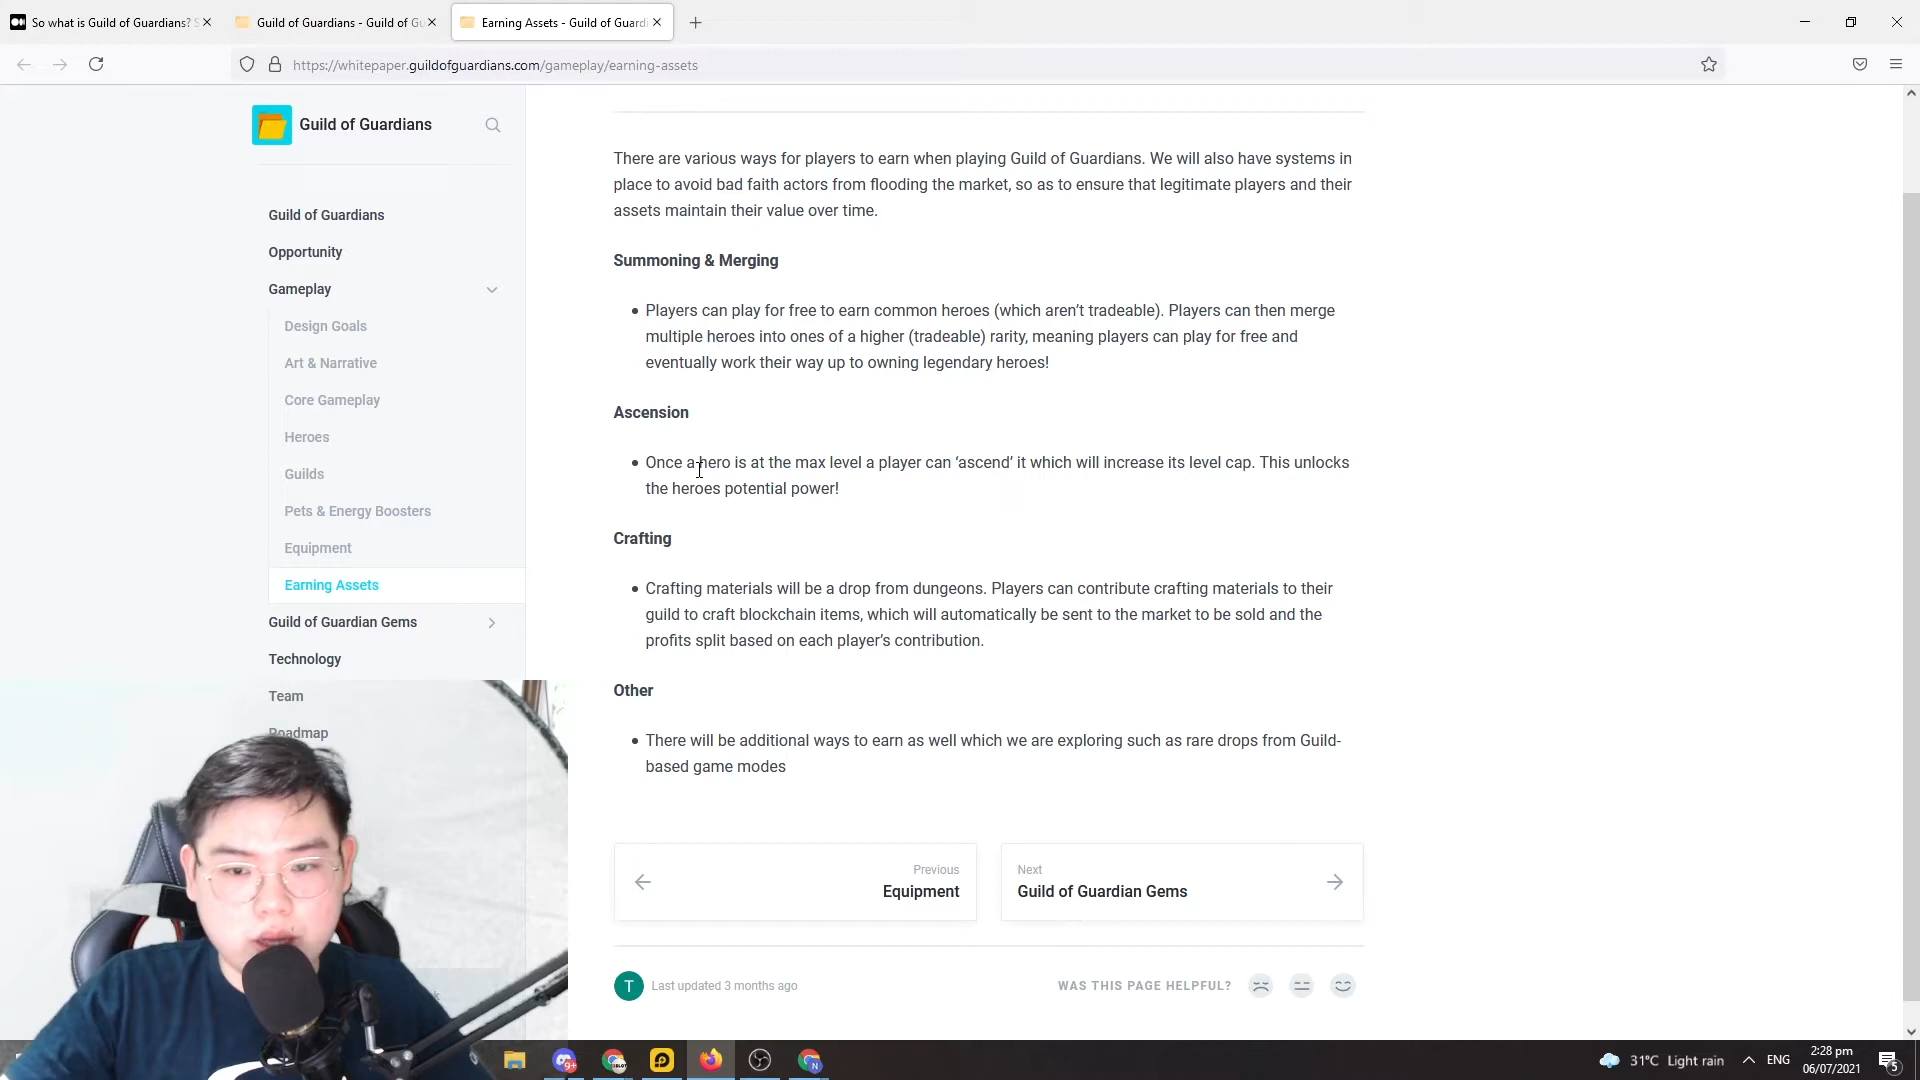 So what is Guild of Guardians?
Guild of Guardians - Guild of Gu
Earning Assets - Guild of Guardi
https://whitepaper.guildofguardians.com/gameplay/earning-assets
Guild of Guardians
Guild of Guardians
Opportunity
Gameplay
Design Goals
Art & Narrative
Core Gameplay
Heroes
Guilds
Pets & Energy Boosters
Equipment
Earning Assets
Guild of Guardian Gems
Technology
Team
Roadmap
There are various ways for players to earn when playing Guild of Guardians. We will also have systems in
place to avoid bad faith actors from flooding the market, so as to ensure that legitimate players and their
assets maintain their value over time.
Summoning & Merging
Players can play for free to earn common heroes (which aren’t tradeable). Players can then merge
multiple heroes into ones of a higher (tradeable) rarity, meaning players can play for free and
eventually work their way up to owning legendary heroes!
Ascension
Once a hero is at the max level a player can ‘ascend’ it which will increase its level cap. This unlocks
the heroes potential power!
Crafting
Crafting materials will be a drop from dungeons. Players can contribute crafting materials to their
guild to craft blockchain items, which will automatically be sent to the market to be sold and the
profits split based on each player’s contribution.
Other
There will be additional ways to earn as well which we are exploring such as rare drops from Guild-
based game modes
Previous
Equipment
Next
Guild of Guardian Gems
T
Last updated 3 months ago
WAS THIS PAGE HELPFUL?
9+
31°C Light rain
ENG
2:28 pm
06/07/2021
5